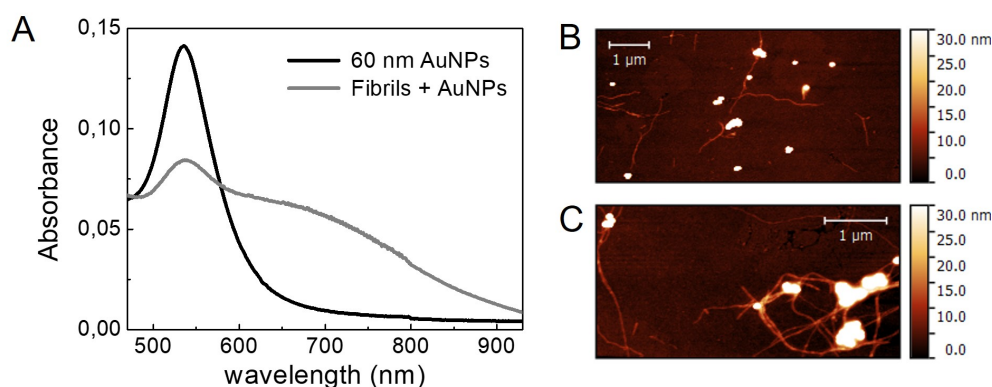 A
0,15
0,10
0,05
0,00
Absorbance
60 nm AuNPs
Fibrils + AuNPs
500 600 700 800 900
wavelength (nm)
B
1 µm
30.0 nm
25.0
20.0
15.0
10.0
0.0
C
1 µm
30.0 nm
25.0
20.0
15.0
10.0
0.0